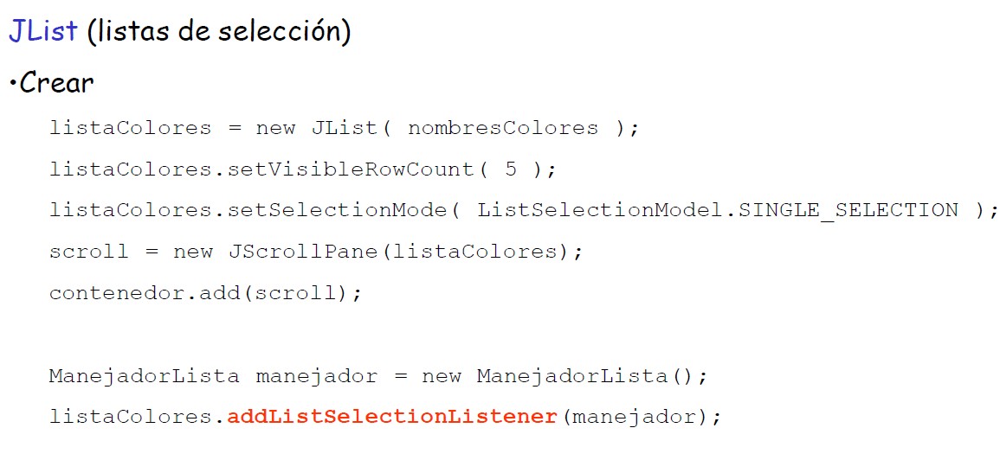 JList (listas de selección)
•Crear
listaColores = new JList( nombresColores );
listaColores.setVisibleRowCount( 5 );
listaColores.setSelectionMode( ListSelectionModel.SINGLE_SELECTION );
scroll = new JScrollPane(listaColores);
contenedor.add(scroll);
ManejadorLista manejador = new ManejadorLista();
listaColores.addListSelectionListener(manejador);